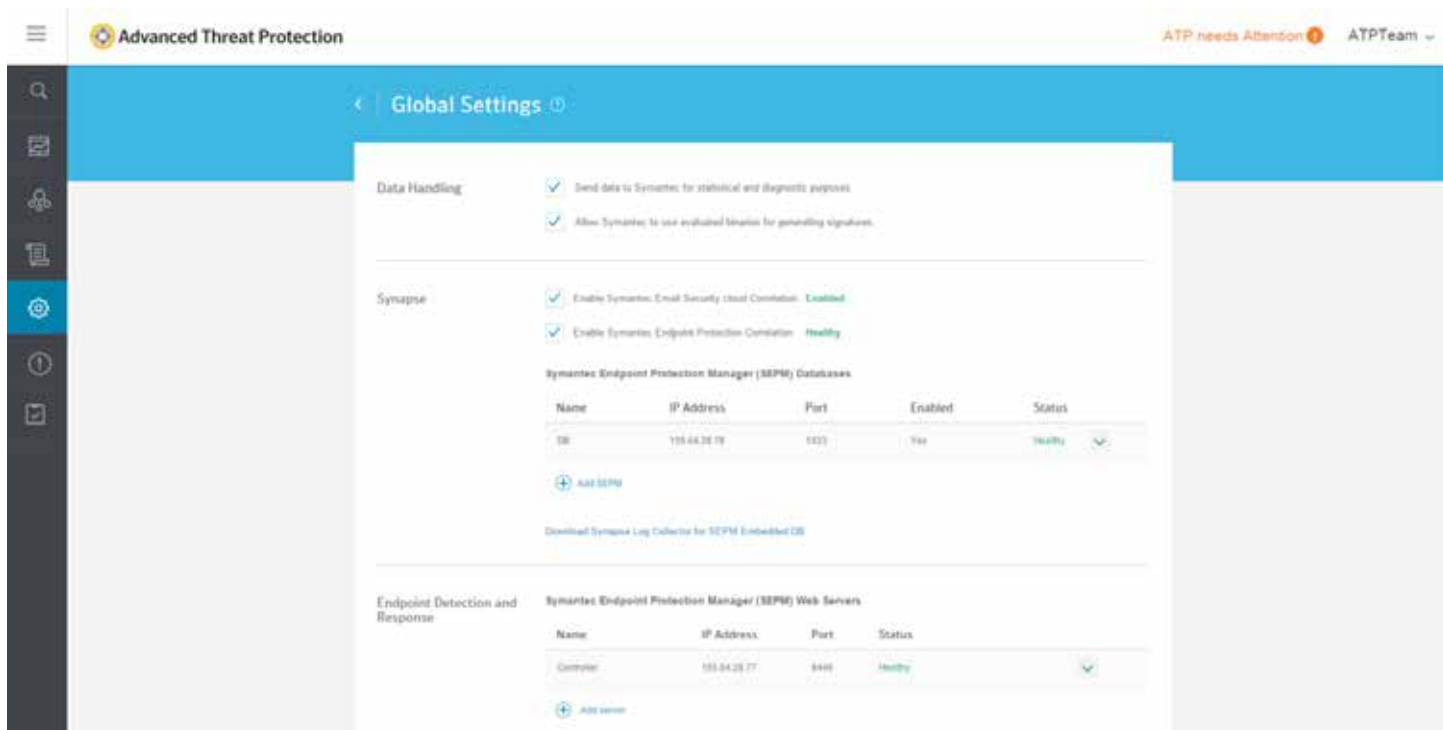 Advanced Threat Protection
ATP needs Attention
ATPTeam
Global Settings
Data Handling
Send data to Symantec for statistical and diagnostic purposes
Allow Symantec to use evaluated binaries for generating signatures.
Synapse
Enable Symantec Email Security cloud Correlation Enabled
Enable Symantec Endpoint Protection Correlation Healthy
Symantec Endpoint Protection Manager (SEPM) Databases
Name IP Address Port Enabled Status
DB Yes Healthy
Add SEPM
Download Synapse Log Collector for SEPM Embedded DB
Endpoint Detection and
Response
Symantec Endpoint Protection Manager (SEPM) Web Servers
Name IP Address Port Status
Controller Healthy
Add server